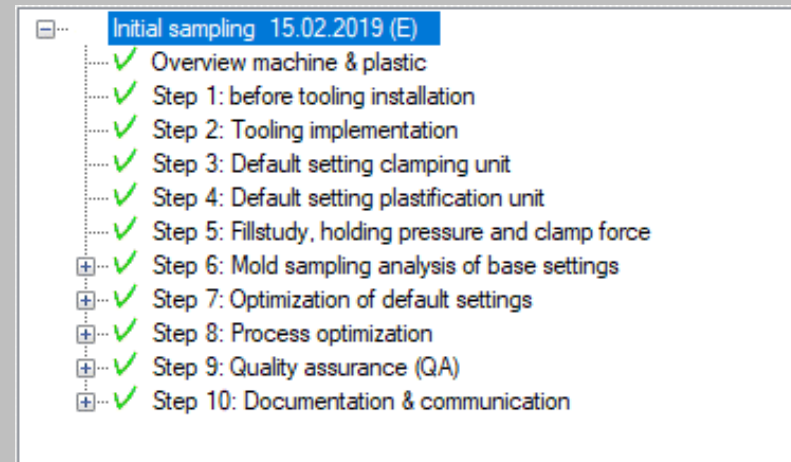 Initial sampling 15.02.2019 (E)
Overview machine & plastic
Step 1: before tooling installation
Step 2: Tooling implementation
Step 3: Default setting clamping unit
Step 4: Default setting plastification unit
Step 5: Fillstudy, holding pressure and clamp force
Step 6: Mold sampling analysis of base settings
Step 7: Optimization of default settings
Step 8: Process optimization
Step 9: Quality assurance (QA)
Step 10: Documentation & communication